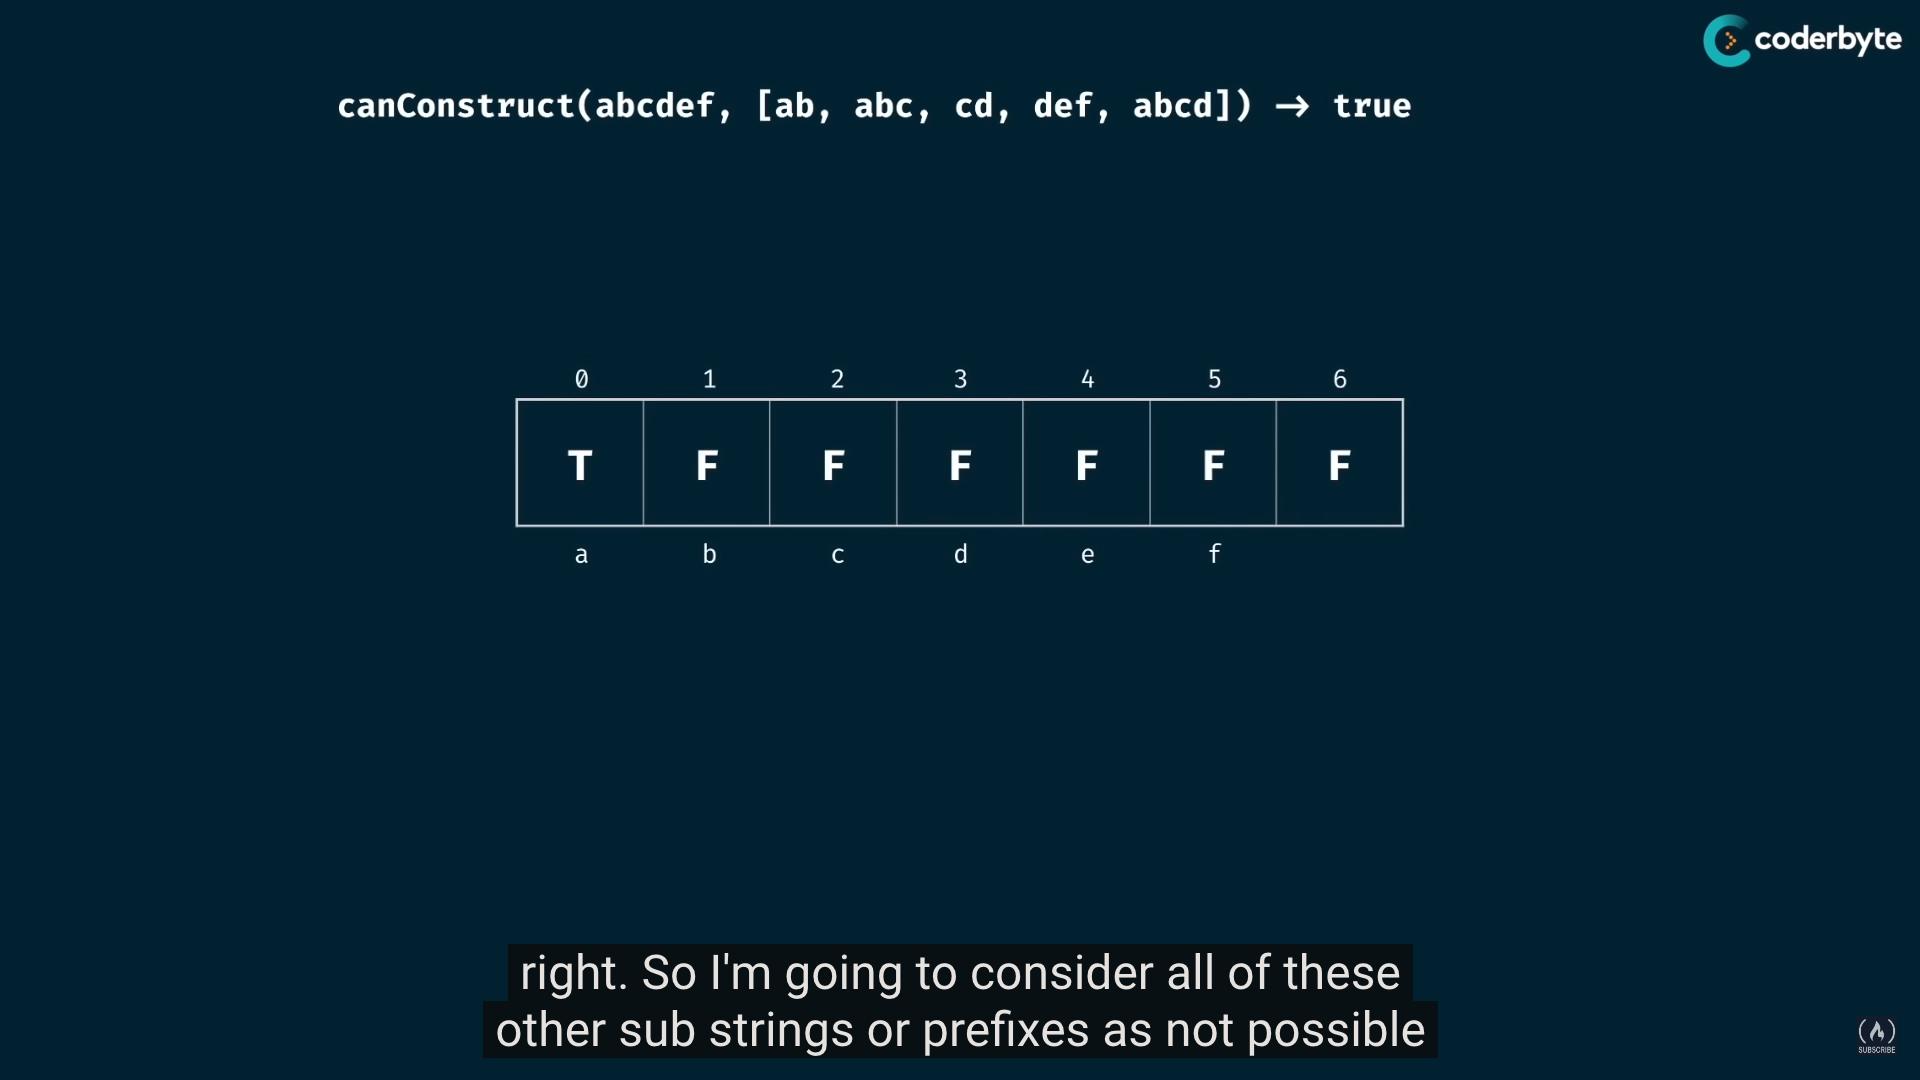 coderbyte
canConstruct(abcdef, [ab, abc, cd, def, abcd]) → true
0 1 2 3 4 5 6
T F F F F F F
a b c d e f
right. So I'm going to consider all of these
other sub strings or prefixes as not possible
SUBSCRIBE